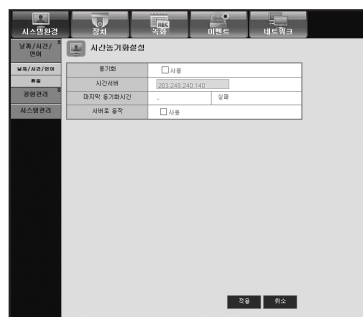 시스템환경 장치 녹화 이벤트 네트워크
날짜/시간/언어
날짜/시간/언어
휴일
권한관리
시스템관리
시간동기화설정
동기화 사용
시간서버 203.248.240.140
마지막 동기화시간 . 실패
서버로 동작 사용
적용 취소